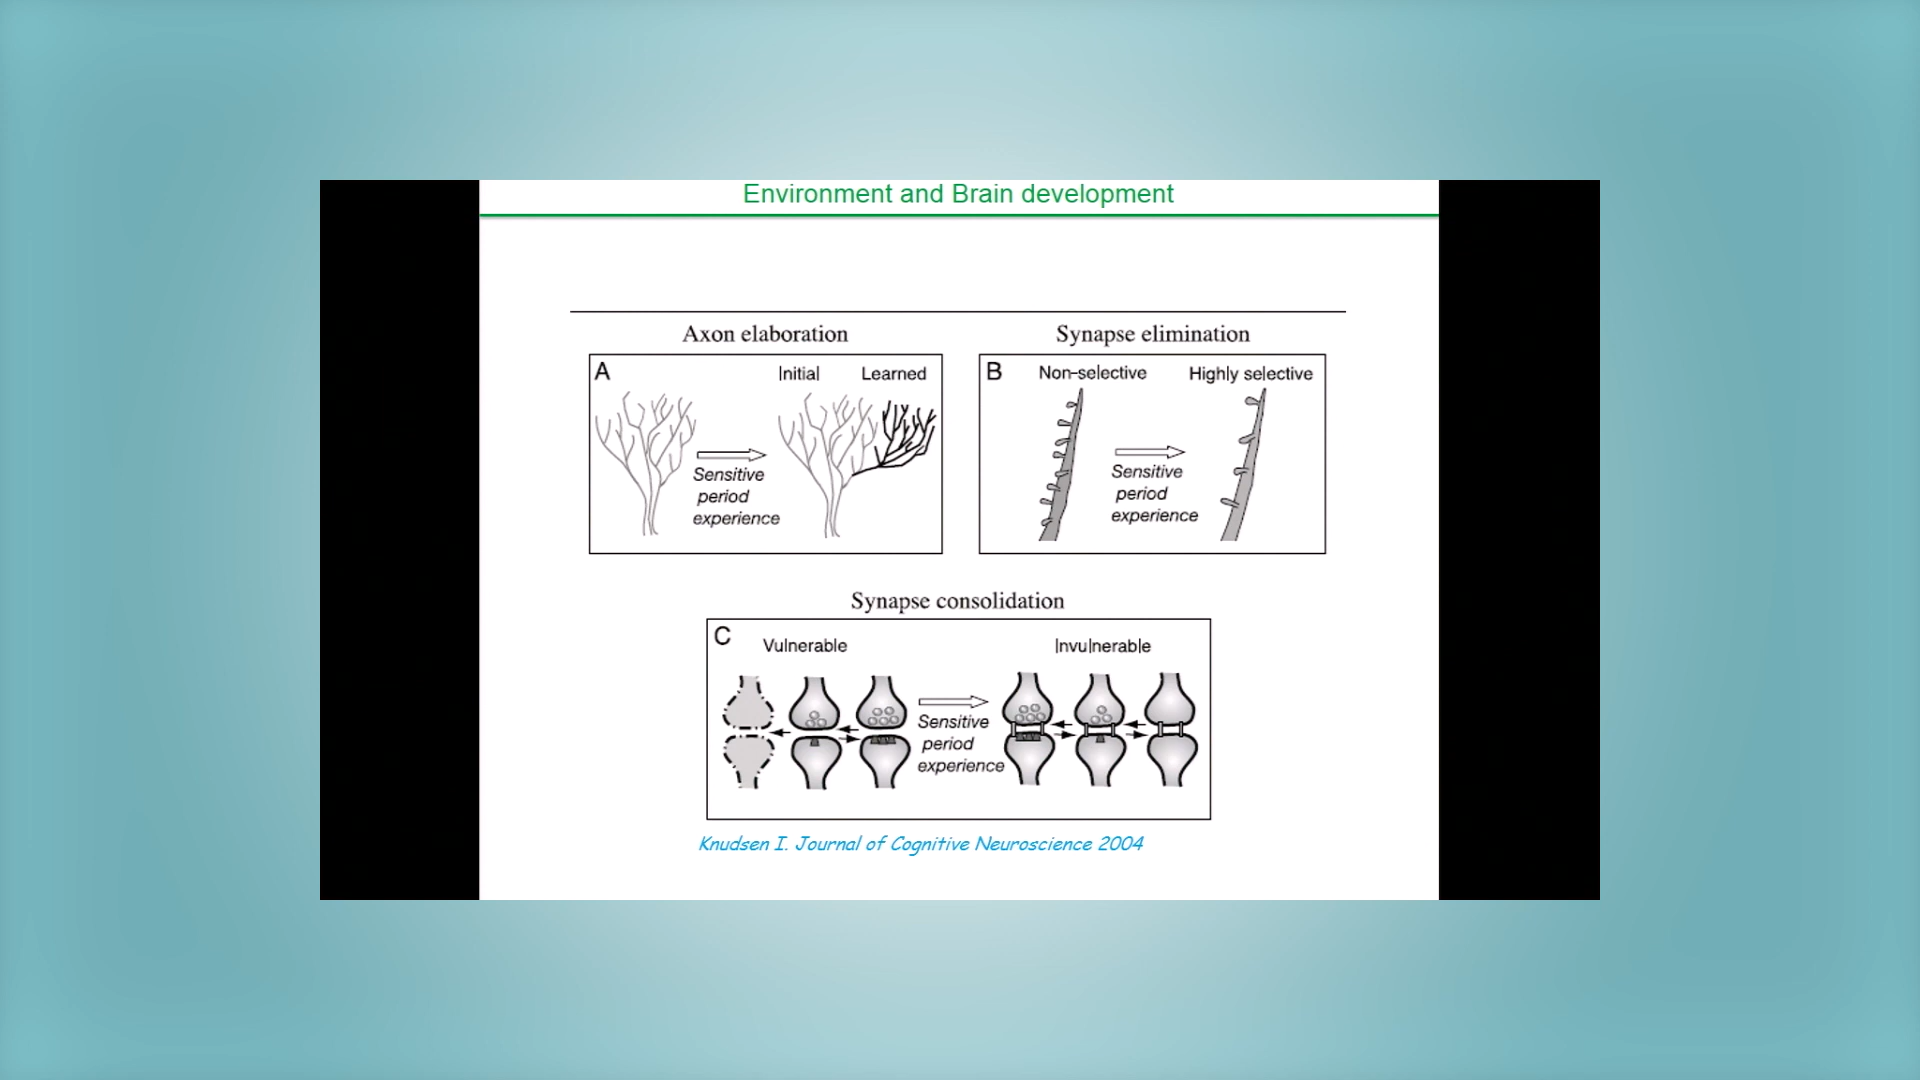 Environment and Brain development
Axon elaboration
A
Initial
Learned
Sensitive
period
experience
Synapse elimination
B
Non-selective
Highly selective
Sensitive
period
experience
Synapse consolidation
C
Vulnerable
Invulnerable
Sensitive
period
experience
Knudsen I. Journal of Cognitive Neuroscience 2004